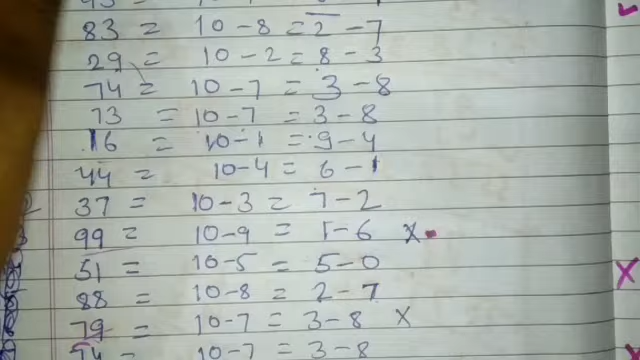 83 = 10-8=2-7
29 = 10-2=8-3
74 = 10-7 = 3-8
73 = 10-7 = 3-8
16 = 10-1 =9-4
44 = 10-4= 6-1
37 = 10-3= 7-2
99 = 10-9 = 1-6 x
51 = 10-5 = 5-0
88 = 10-8 = 2-7
79 = 10-7 = 3-8 x
74 = 10-7 = 3-8